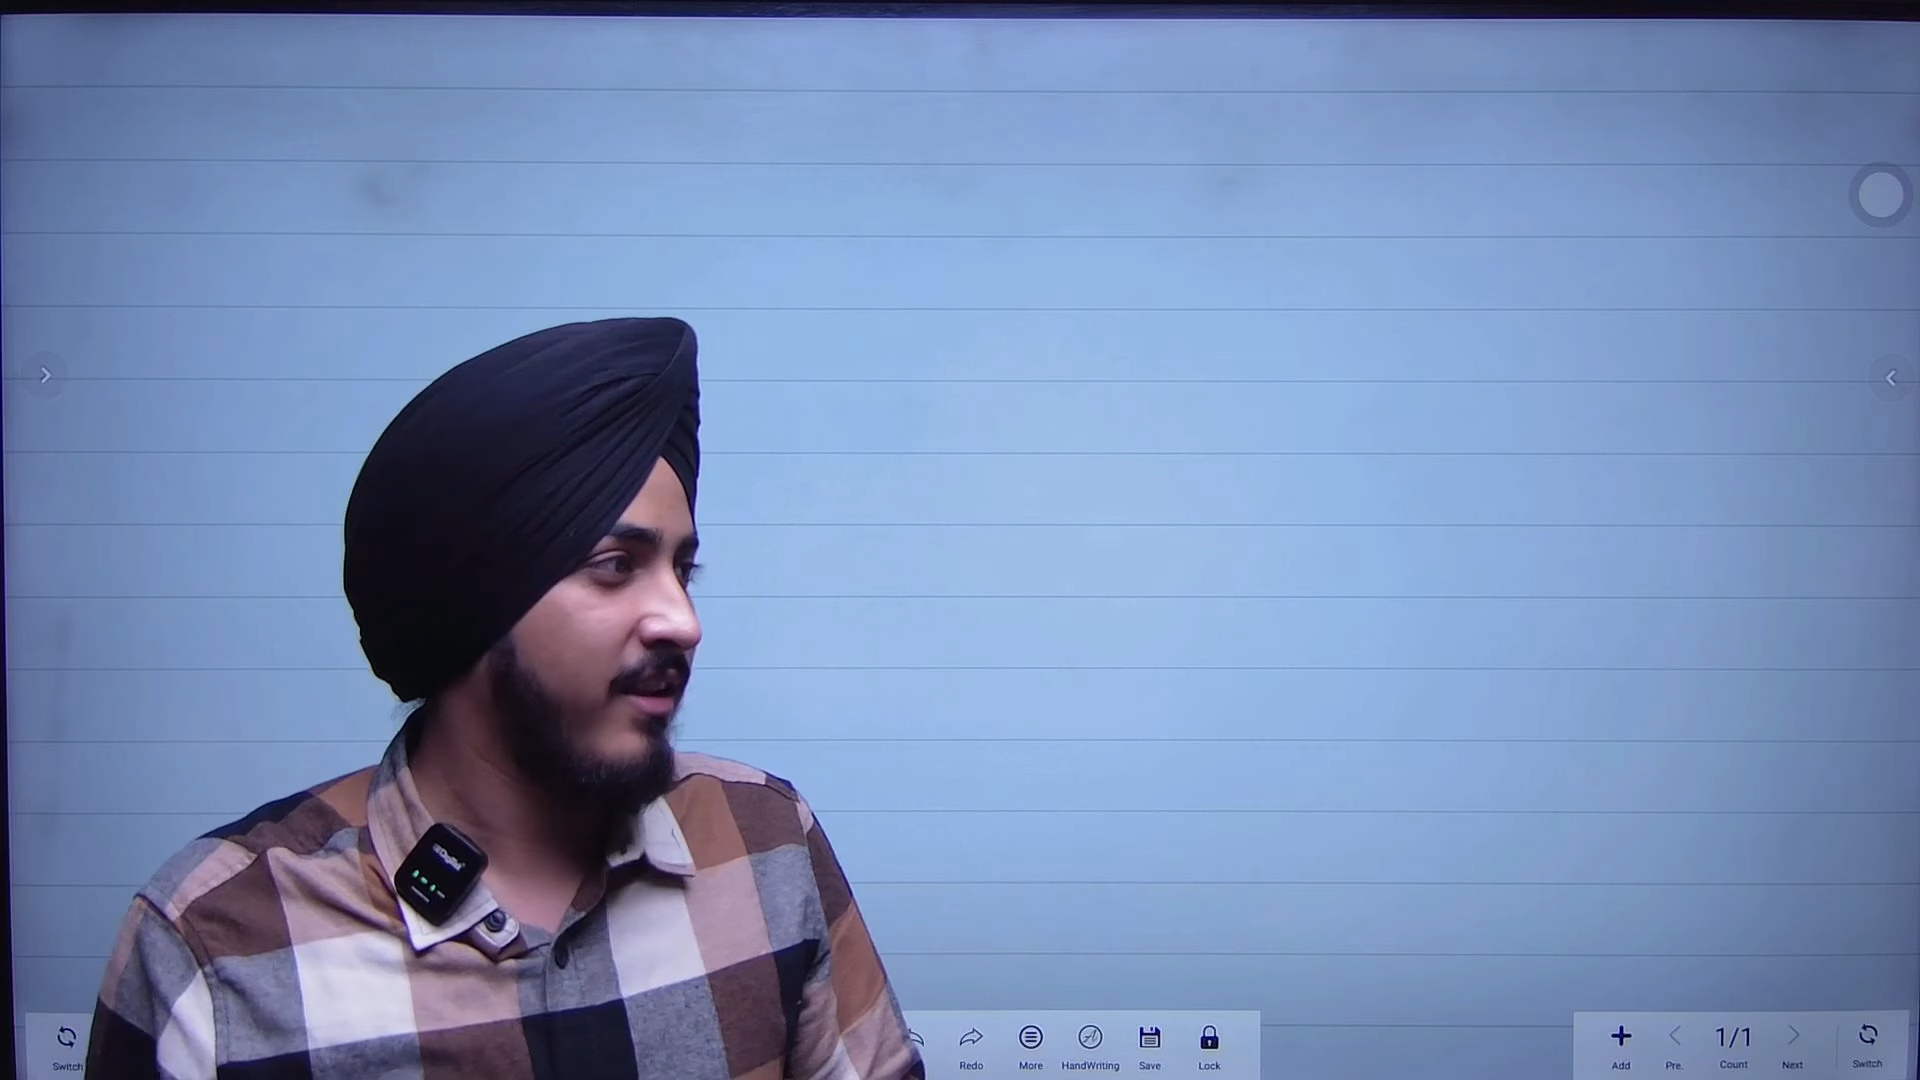 Switch
Redo
More
HandWriting
Save
Lock
Add
Pre.
1/1
Count
Next
Switch